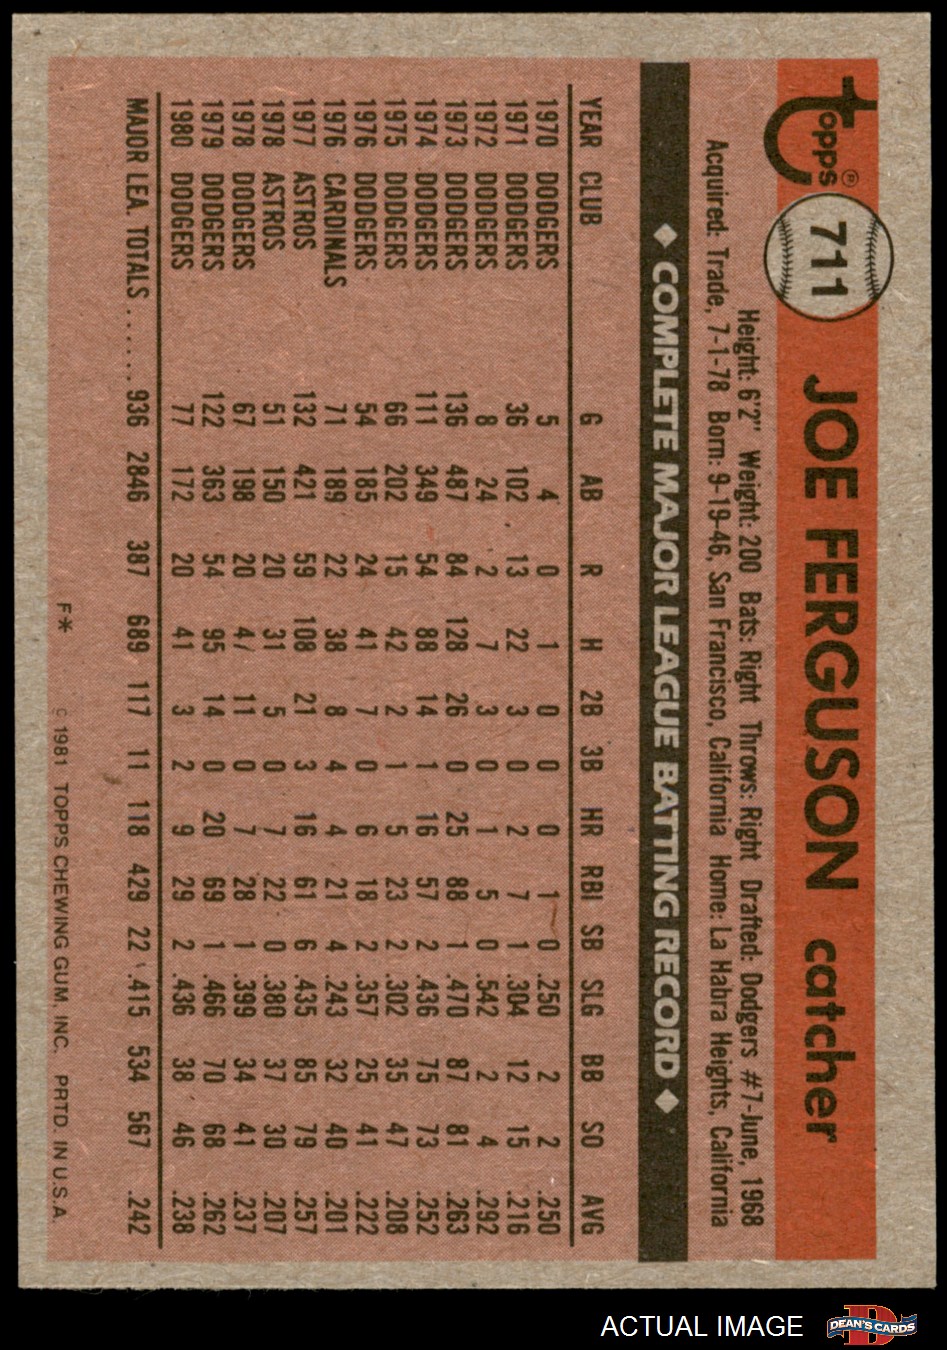 Topps®
711 JOE FERGUSON catcher
Height: 6'2" Weight: 200 Bats: Right Throws: Right Drafted: Dodgers #7-June, 1968
Acquired: Trade, 7-1-78 Born: 9-19-46, San Francisco, California Home: La Habra Heights, California
◆ COMPLETE MAJOR LEAGUE BATTING RECORD ◆
YEAR CLUB G AB R H 2B 3B HR RBI SB SLG BB SO AVG
1970 DODGERS 5 4 0 1 0 0 0 1 0 .250 2 2 .250
1971 DODGERS 36 102 13 22 3 0 2 7 1 .304 12 15 .216
1972 DODGERS 8 24 2 7 3 0 1 5 0 .542 2 4 .292
1973 DODGERS 136 487 84 128 26 0 25 88 1 .470 87 81 .263
1974 DODGERS 111 349 54 88 14 1 16 57 2 .436 75 73 .252
1975 DODGERS 66 202 15 42 2 1 5 23 2 .302 35 47 .208
1976 DODGERS 54 185 24 41 7 0 6 18 2 .357 25 41 .222
1976 CARDINALS 71 189 22 38 8 4 4 21 4 .243 32 40 .201
1977 ASTROS 132 421 59 108 21 3 16 61 6 .435 85 79 .257
1978 ASTROS 51 150 20 31 5 0 7 22 0 .380 37 30 .207
1978 DODGERS 67 198 20 47 11 0 7 28 1 .399 34 41 .237
1979 DODGERS 122 363 54 95 14 0 20 69 1 .466 70 68 .262
1980 DODGERS 77 172 20 41 3 2 9 29 2 .436 38 46 .238
MAJOR LEA. TOTALS...... 936 2846 387 689 117 11 118 429 22 .415 534 567 .242
F* © 1981 TOPPS CHEWING GUM, INC. PRTD. IN U.S.A.
ACTUAL IMAGE
D
DEAN'S CARDS